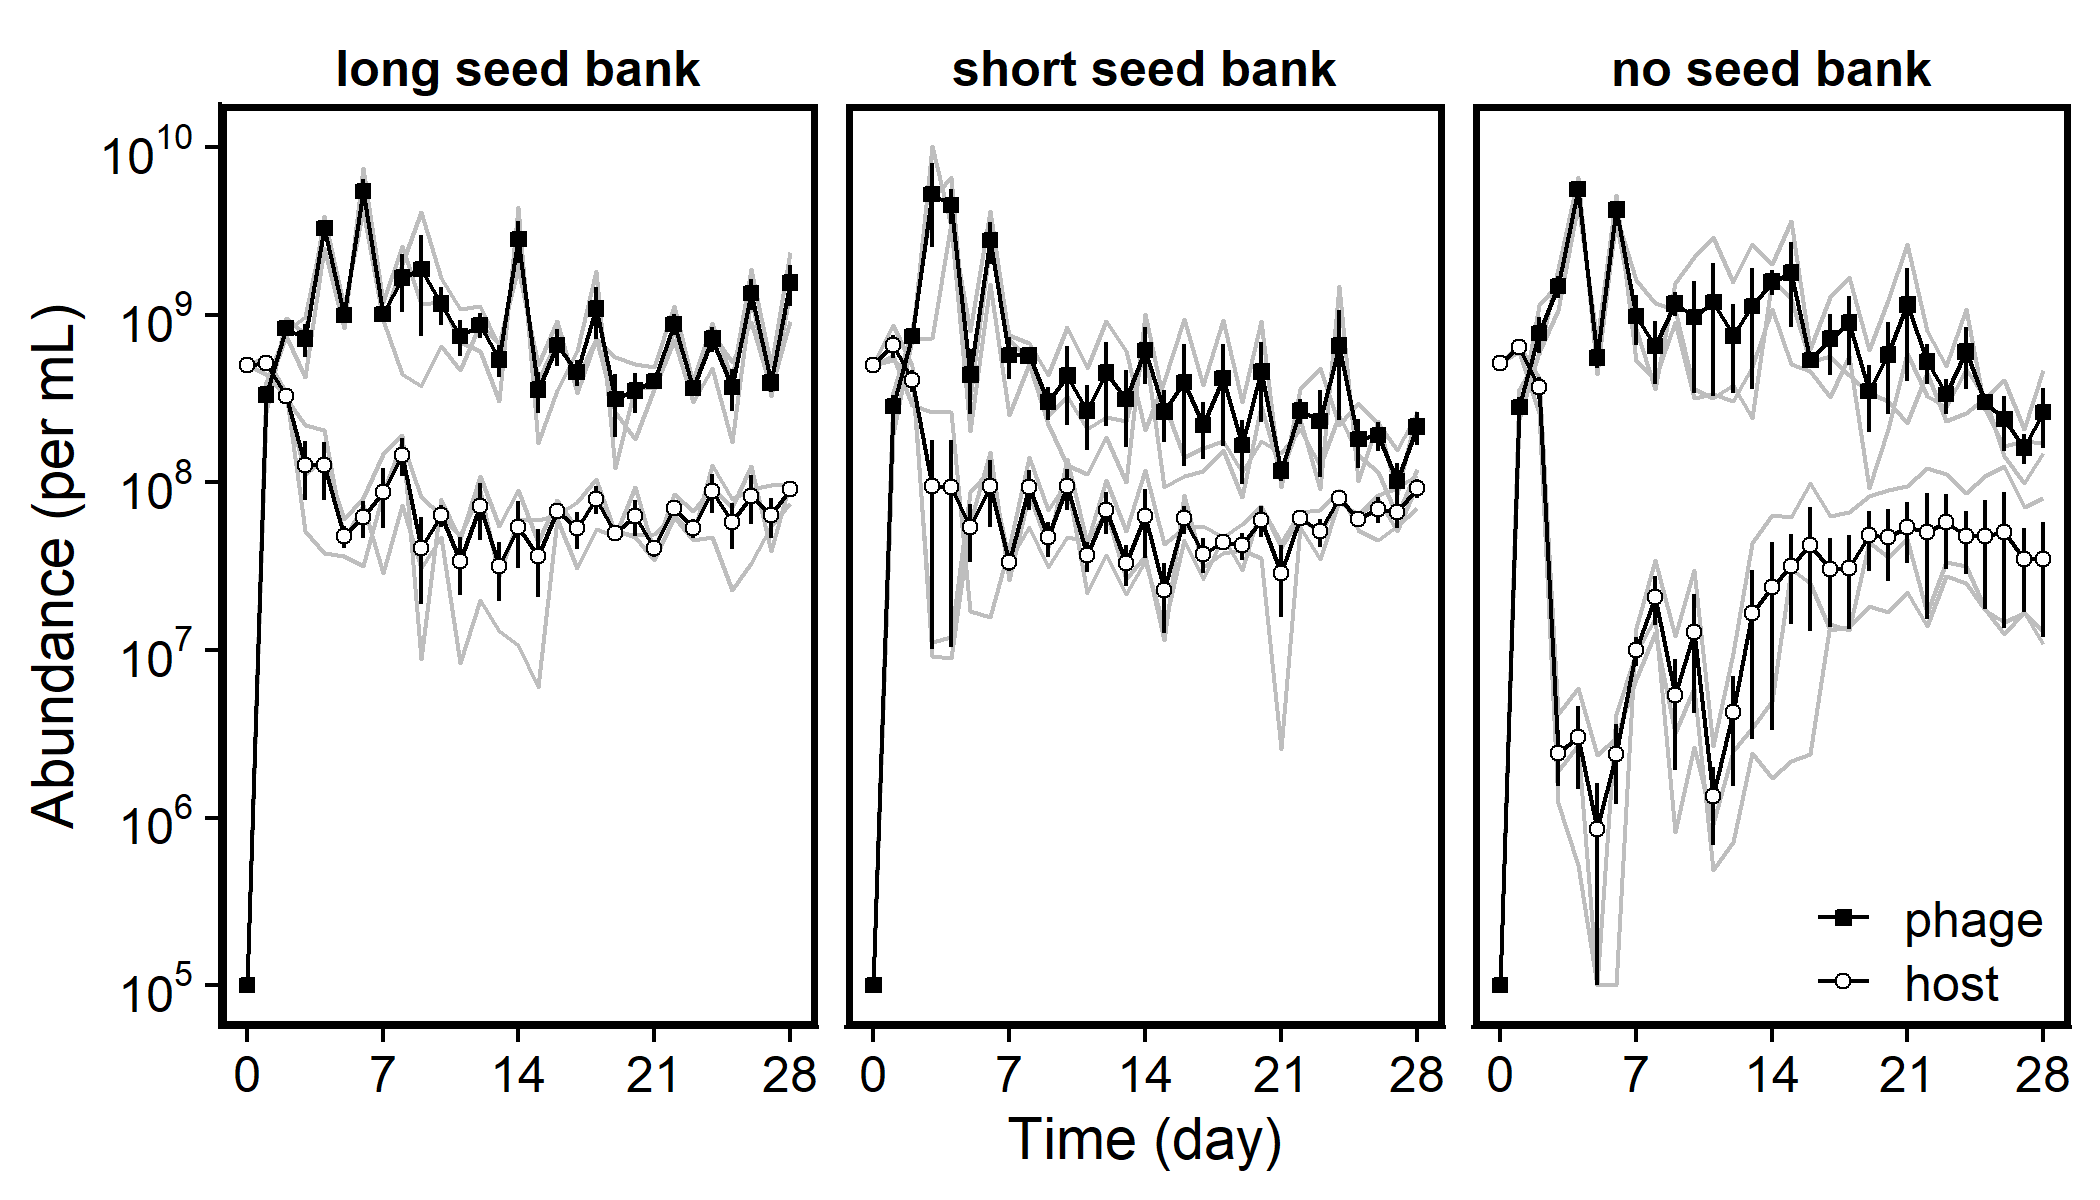 long seed bank short seed bank no seed bank
Abundance (per mL)
10^10
10^9
10^8
10^7
10^6
10^5
phage
host
0 7 14 21 28 0 7 14 21 28 0 7 14 21 28
Time (day)